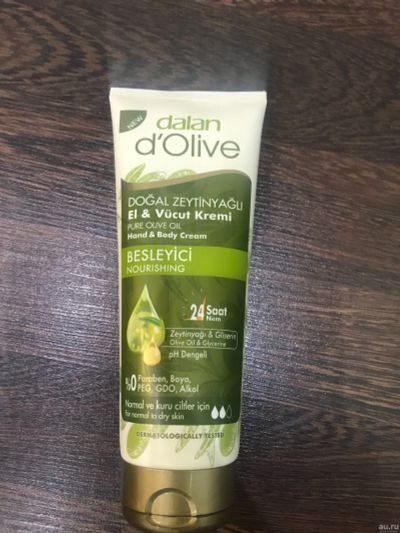 NEW
dalan
d'Olive
DOĞAL ZEYTİNYAĞLI
El & Vücut Kremi
PURE OLIVE OIL
Hand & Body Cream
BESLEYİCİ
NOURISHING
24 Saat
Nem
Zeytinyağı & Gliserin
Olive Oil & Glycerine
pH Dengeli
%0 Paraben, Boya,
PEG, GDO, Alkol
Normal ve kuru ciltler için
For normal to dry skin
DERMATOLOGICALLY TESTED
au.ru